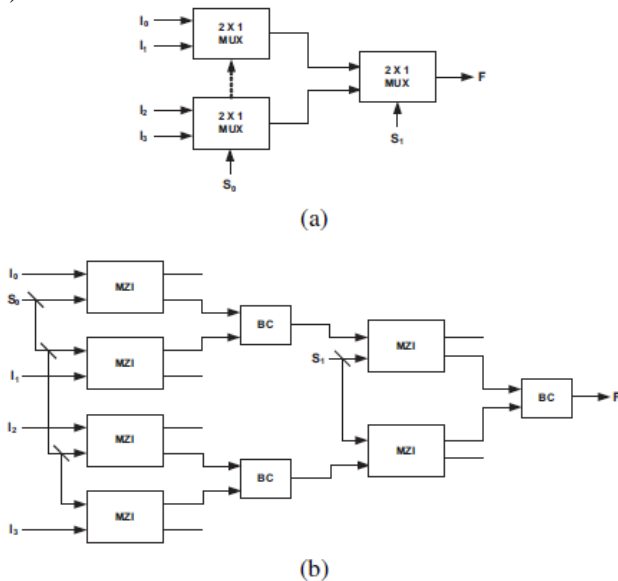 )
I₀
I₁
2 X 1
MUX
2 X 1
MUX
F
I₂
I₃
2 X 1
MUX
S₁
S₀
(a)
I₀
S₀
MZI
BC
MZI
S₁
MZI
I₁
BC
F
I₂
MZI
MZI
BC
MZI
I₃
(b)